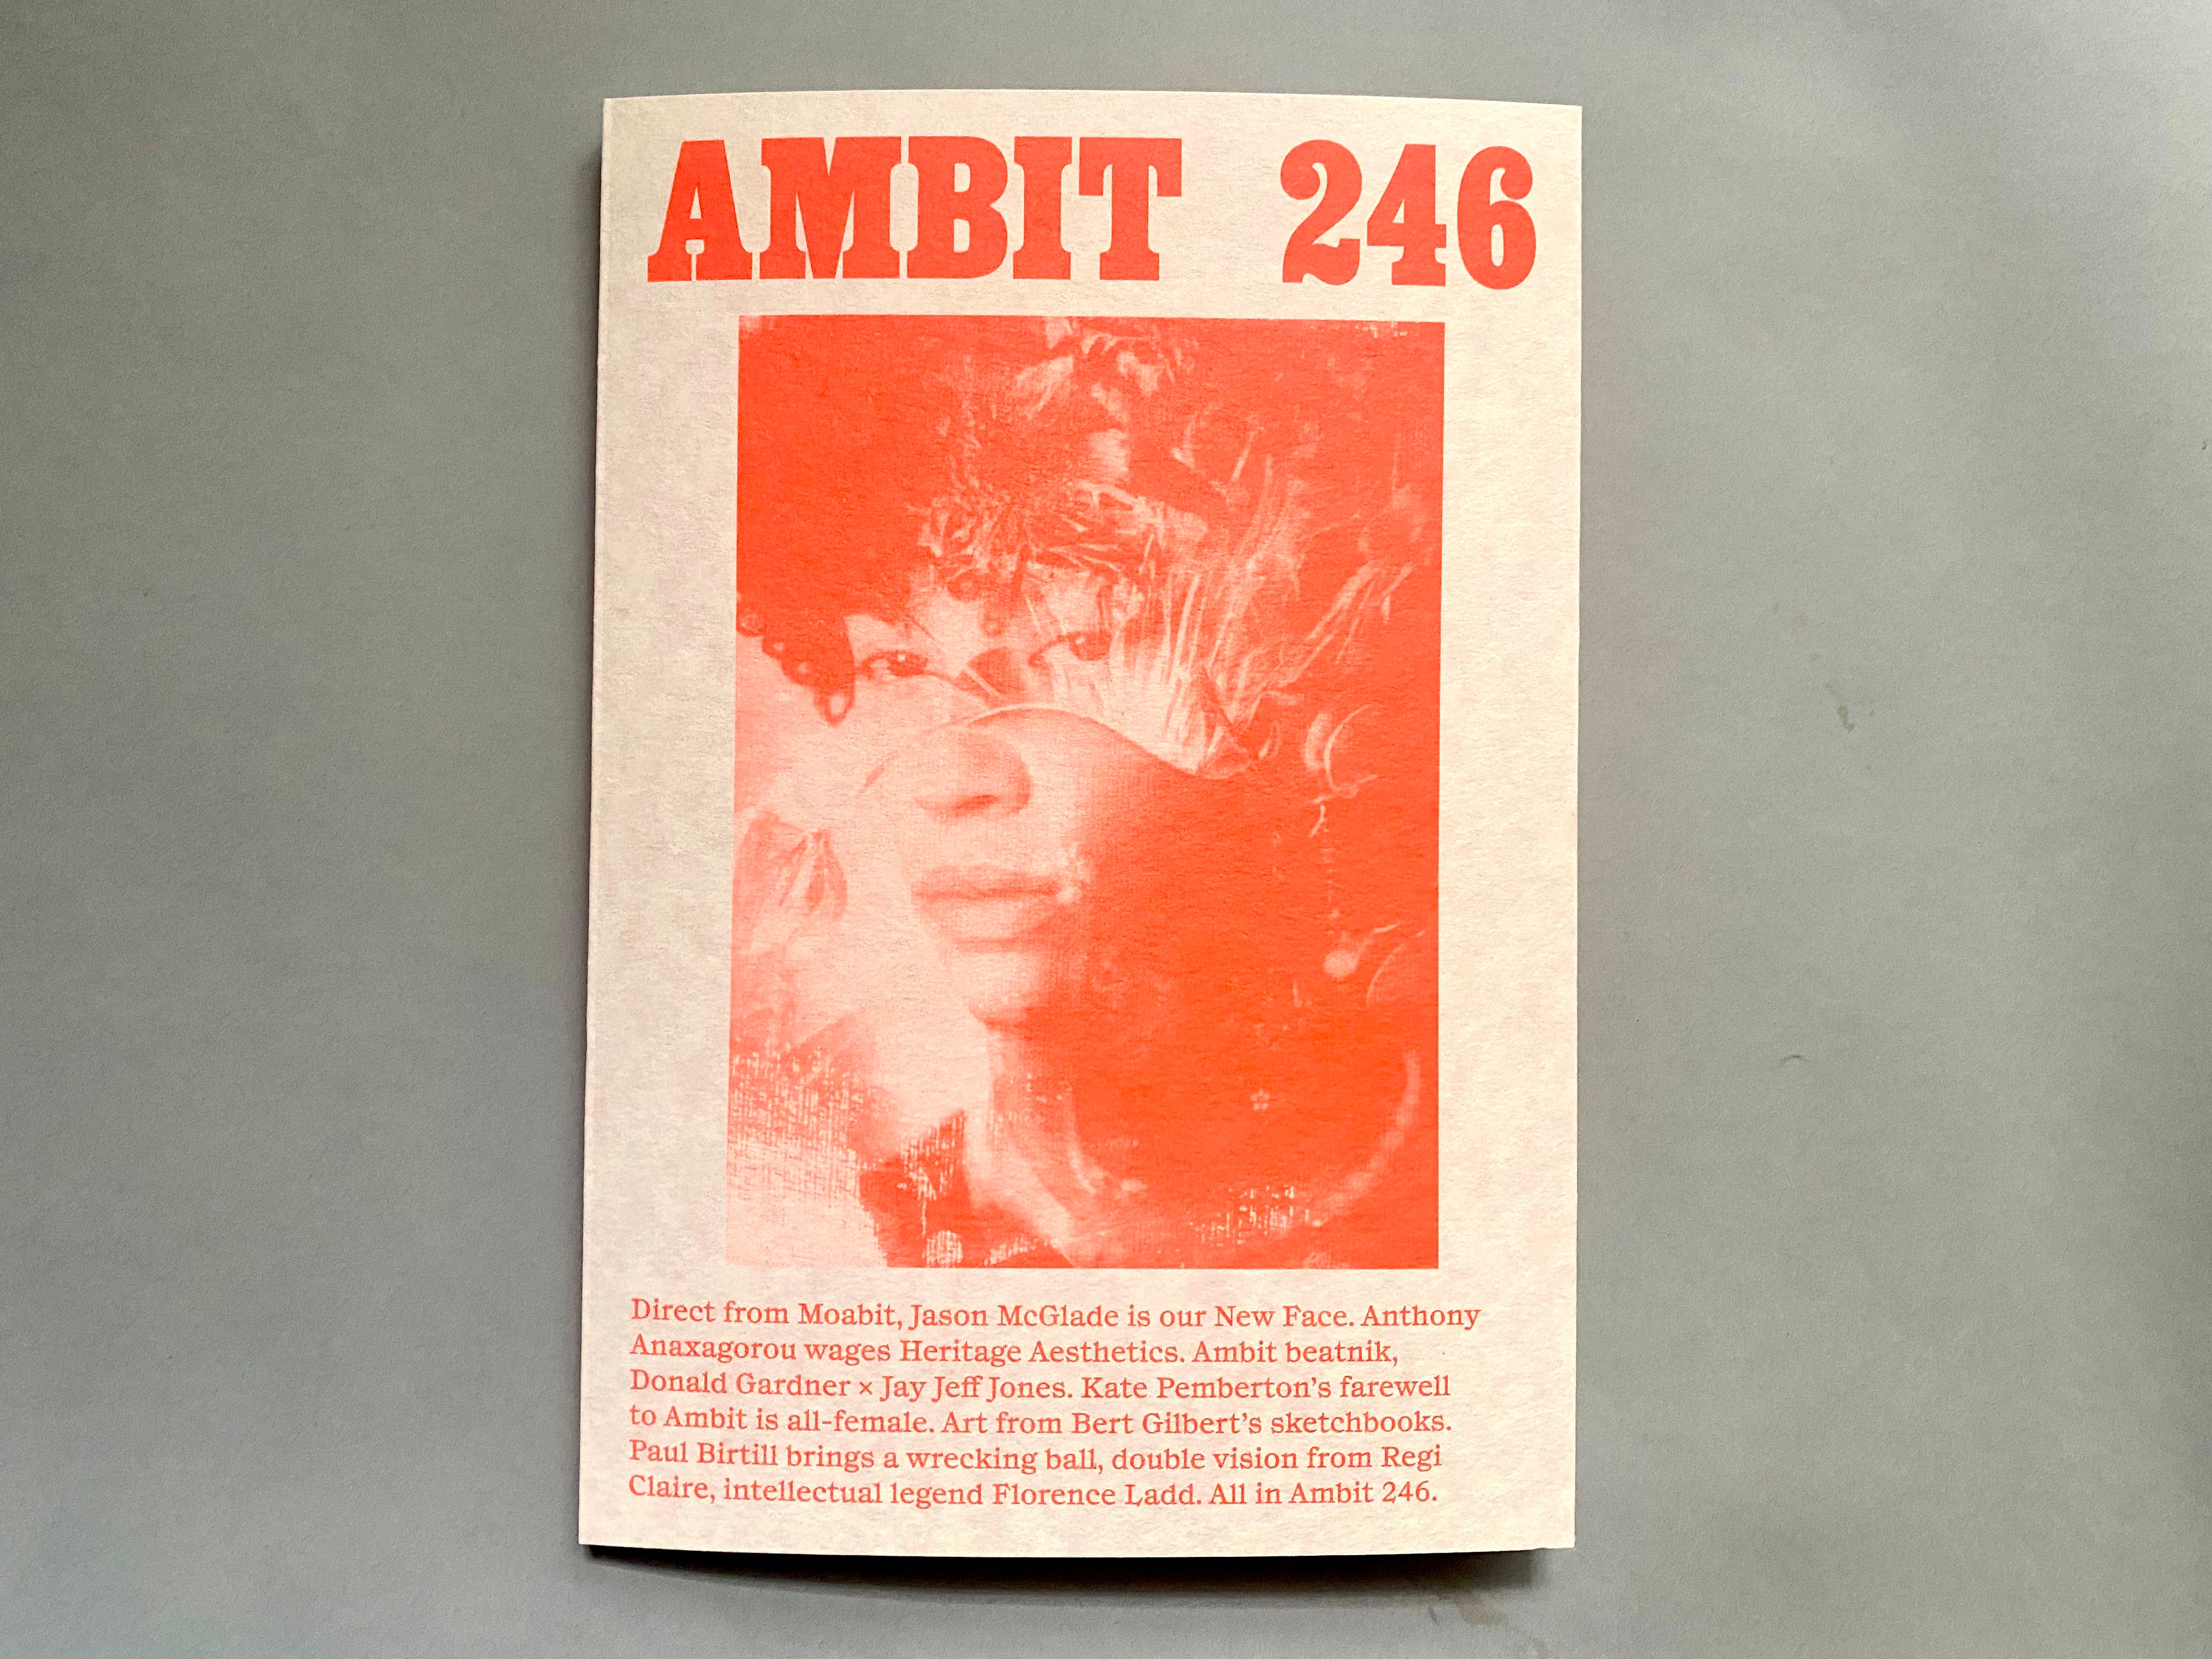 AMBIT 246
Direct from Moabit, Jason McGlade is our New Face. Anthony
Anaxagorou wages Heritage Aesthetics. Ambit beatnik,
Donald Gardner × Jay Jeff Jones. Kate Pemberton’s farewell
to Ambit is all-female. Art from Bert Gilbert’s sketchbooks.
Paul Birtill brings a wrecking ball, double vision from Regi
Claire, intellectual legend Florence Ladd. All in Ambit 246.